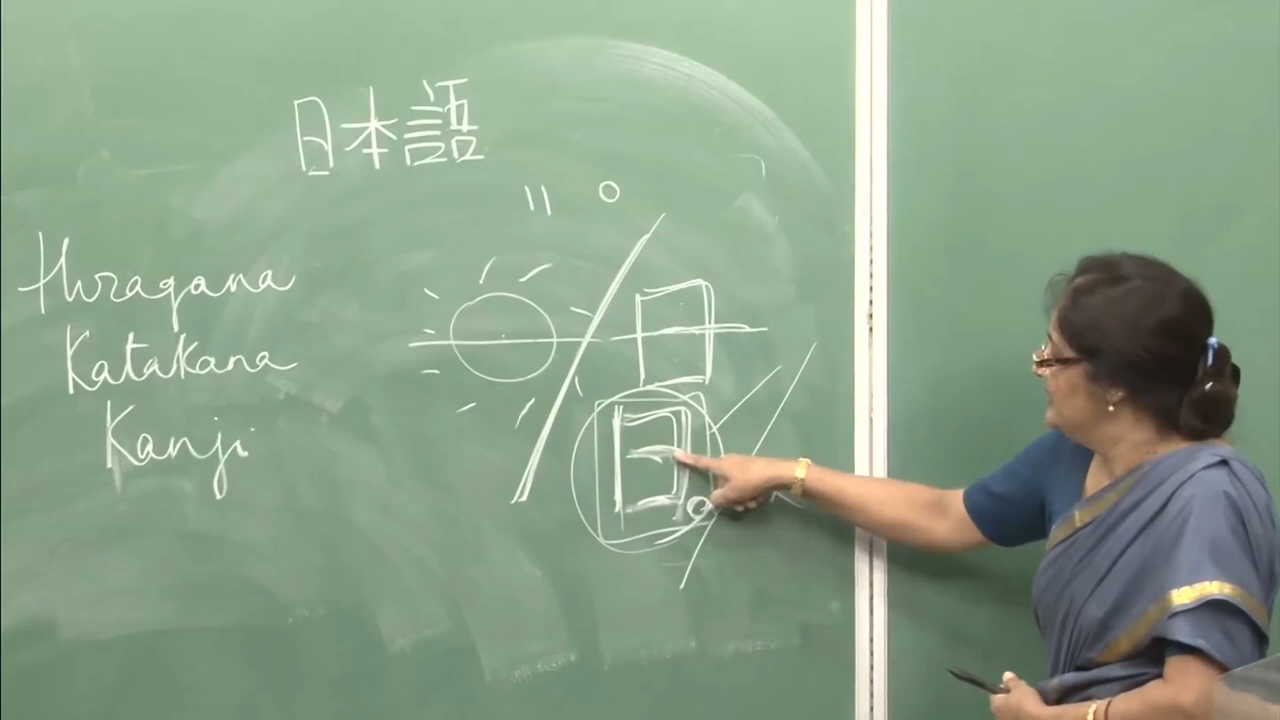 日本語
Hiragana
Katakana
Kanji
日